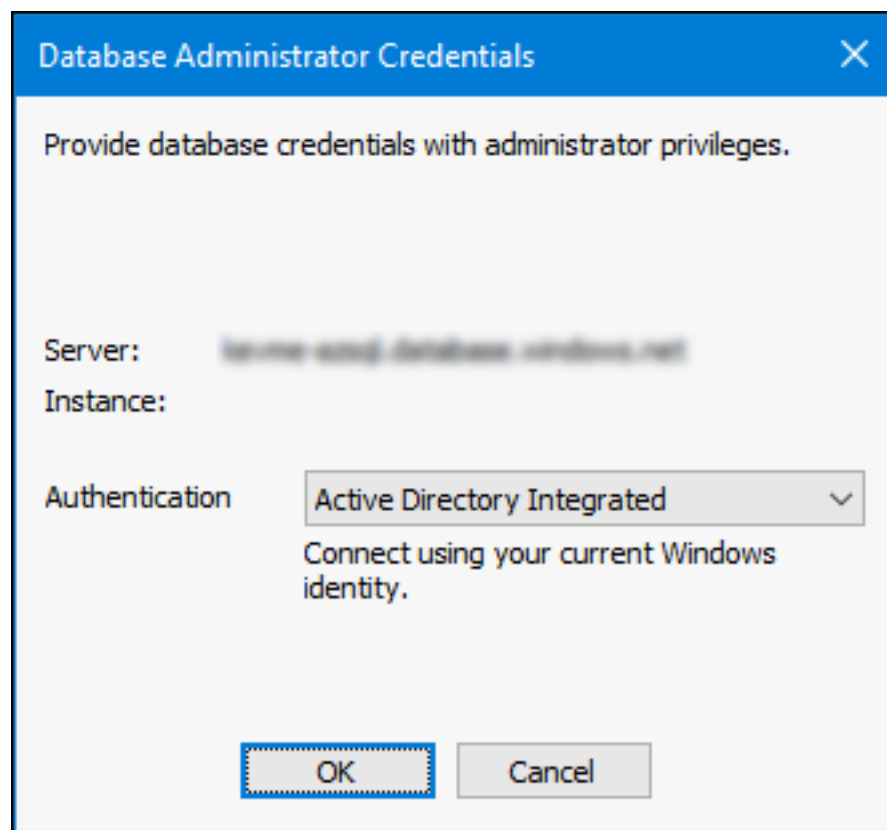 Database Administrator Credentials
Provide database credentials with administrator privileges.
Server:
Instance:
Authentication
Active Directory Integrated
Connect using your current Windows
identity.
OK
Cancel